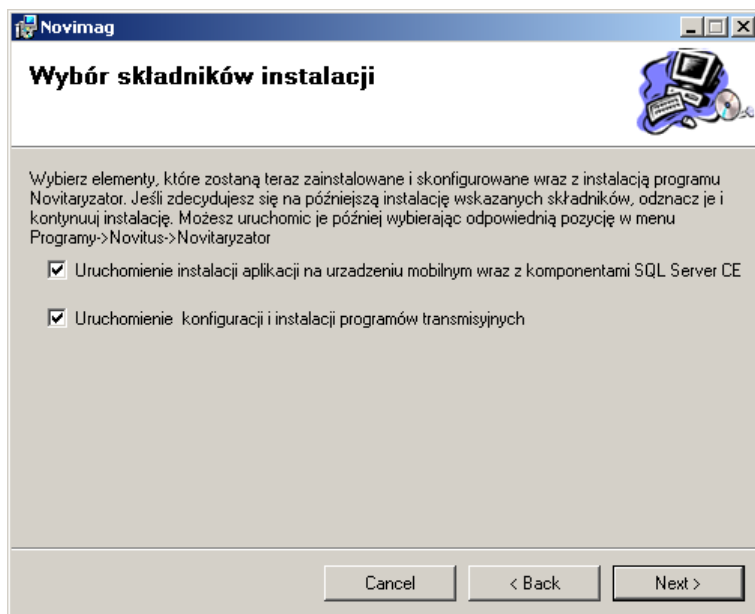 Novimag
Wybór składników instalacji
Wybierz elementy, które zostaną teraz zainstalowane i skonfigurowane wraz z instalacją programu
Novitaryzator. Jeśli zdecydujesz się na późniejszą instalację wskazanych składników, odznacz je i
kontynuuj instalację. Możesz uruchomic je później wybierając odpowiednią pozycję w menu
Programy->Novitus->Novitaryzator
Uruchomienie instalacji aplikacji na urzadzeniu mobilnym wraz z komponentami SQL Server CE
Uruchomienie  konfiguracji i instalacji programów transmisyjnych
Cancel
< Back
Next >